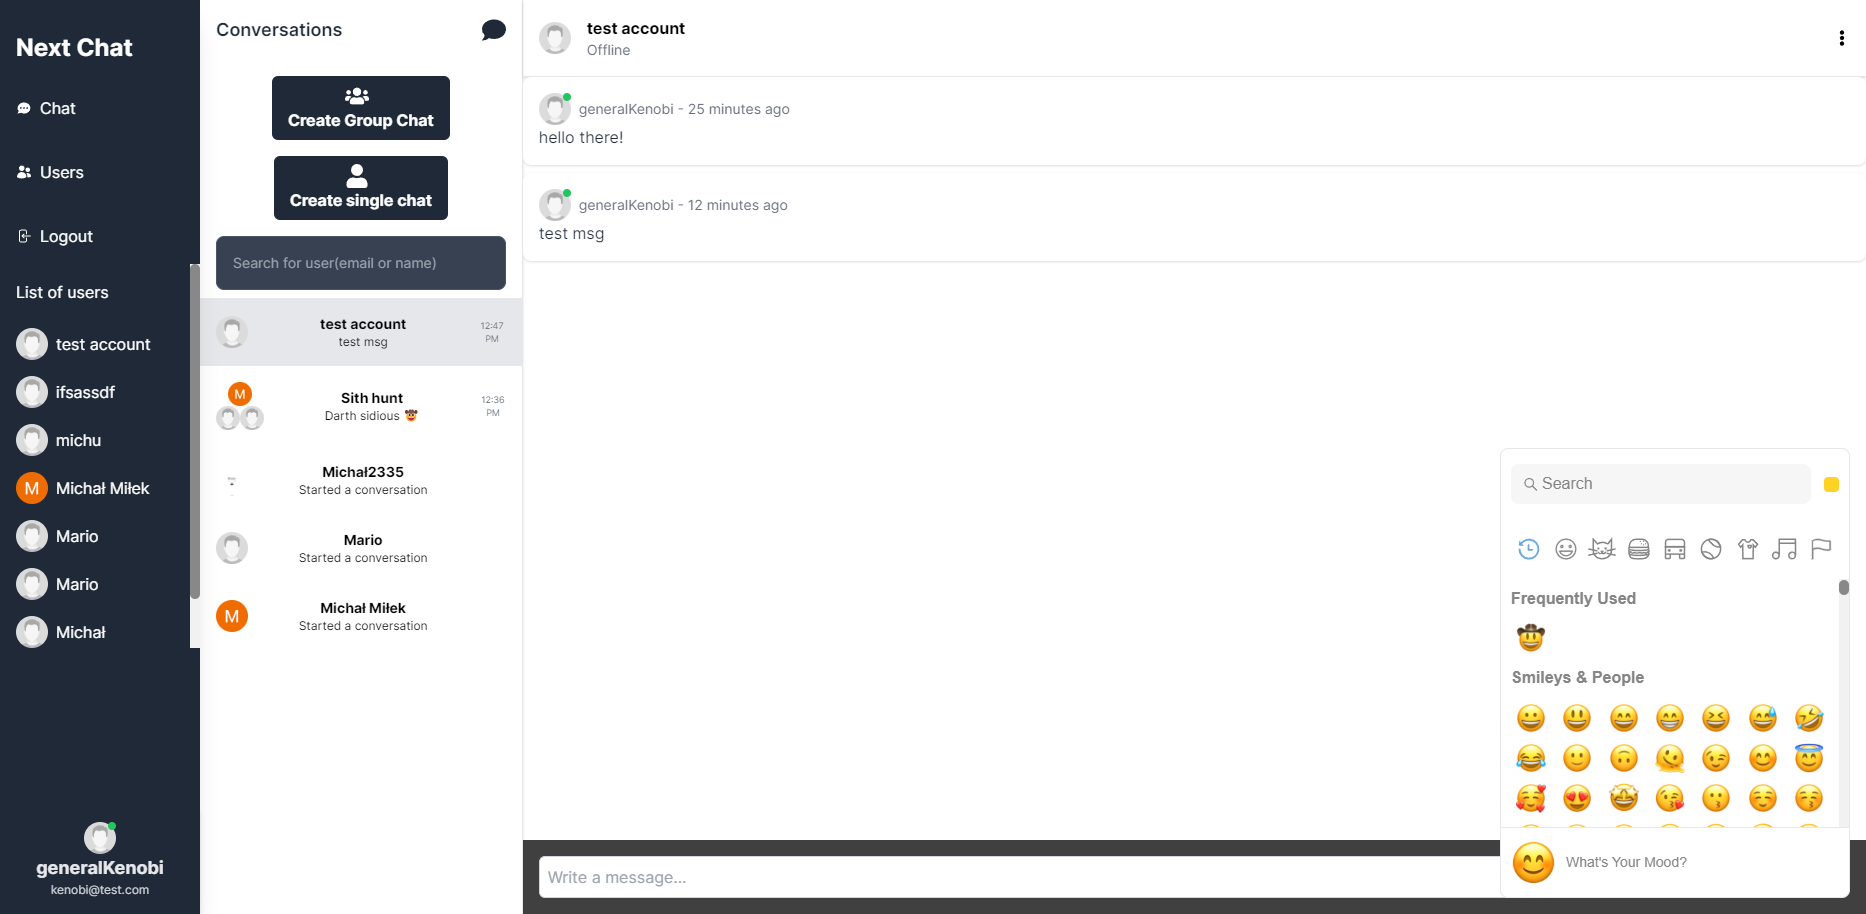 Next Chat
Chat
Users
Logout
List of users
test account
ifsassdf
michu
M Michał Miłek
Mario
Mario
Michał
generalKenobi
kenobi@test.com
Conversations
Create Group Chat
Create single chat
Search for user(email or name)
test account
test msg
12:47
PM
M
Sith hunt
Darth sidious 🤠
12:36
PM
Michał2335
Started a conversation
Mario
Started a conversation
M
Michał Miłek
Started a conversation
test account
Offline
generalKenobi - 25 minutes ago
hello there!
generalKenobi - 12 minutes ago
test msg
Write a message...
Search
Frequently Used
Smileys & People
What's Your Mood?